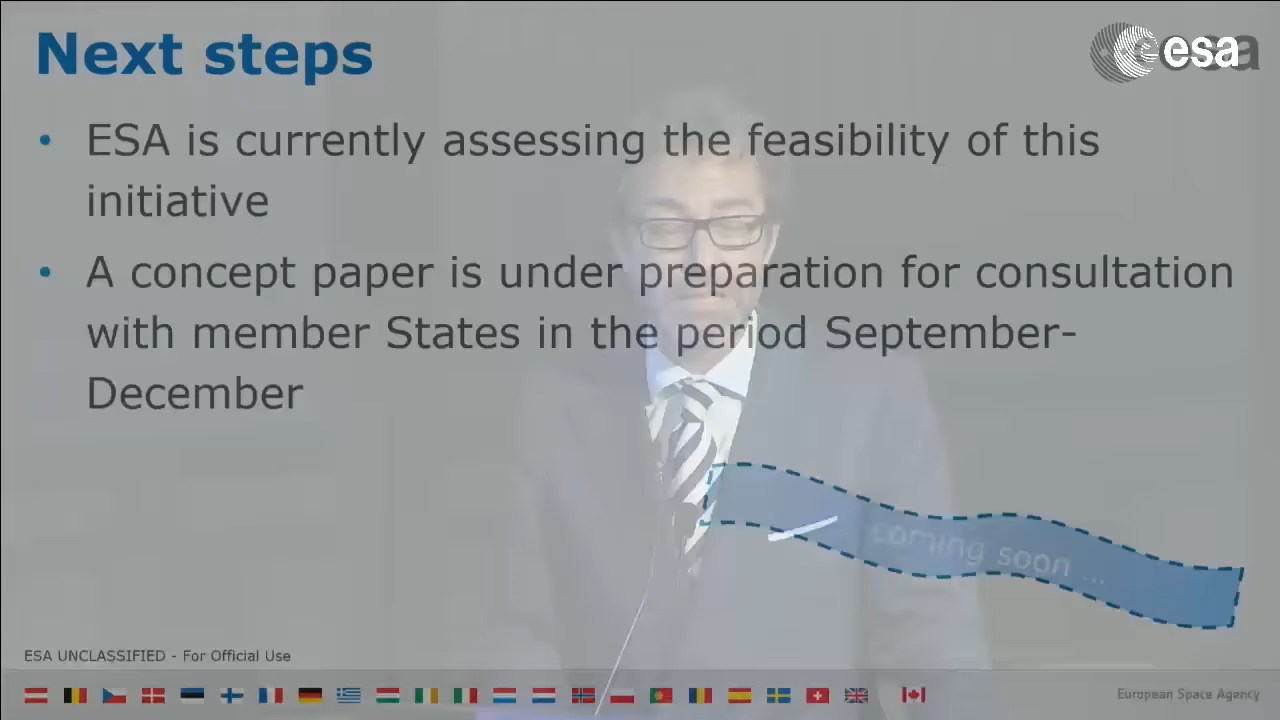 Next steps
esa
• ESA is currently assessing the feasibility of this
initiative
• A concept paper is under preparation for consultation
with member States in the period September-
December
coming soon ...
ESA UNCLASSIFIED - For Official Use
European Space Agency